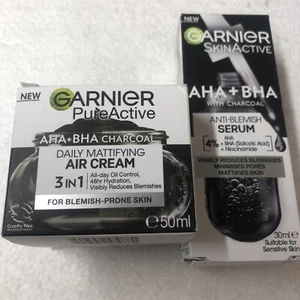 NEW
GARNIER
PureActive
AHA+BHA CHARCOAL
DAILY MATTIFYING
AIR CREAM
3 IN 1
All-day Oil Control,
48hr Hydration,
Visibly Reduces Blemishes
FOR BLEMISH-PRONE SKIN
Cruelty Free
50ml
NEW
GARNIER
SKINACTIVE
AHA + BHA
WITH CHARCOAL
ANTI-BLEMISH
SERUM
4%
AHA
+ BHA (Salicylic Acid)
+ Niacinamide
VISIBLY REDUCES BLEMISHES
MINIMISES PORES
MATTIFIES SKIN
30ml
Suitable for
Sensitive Skin